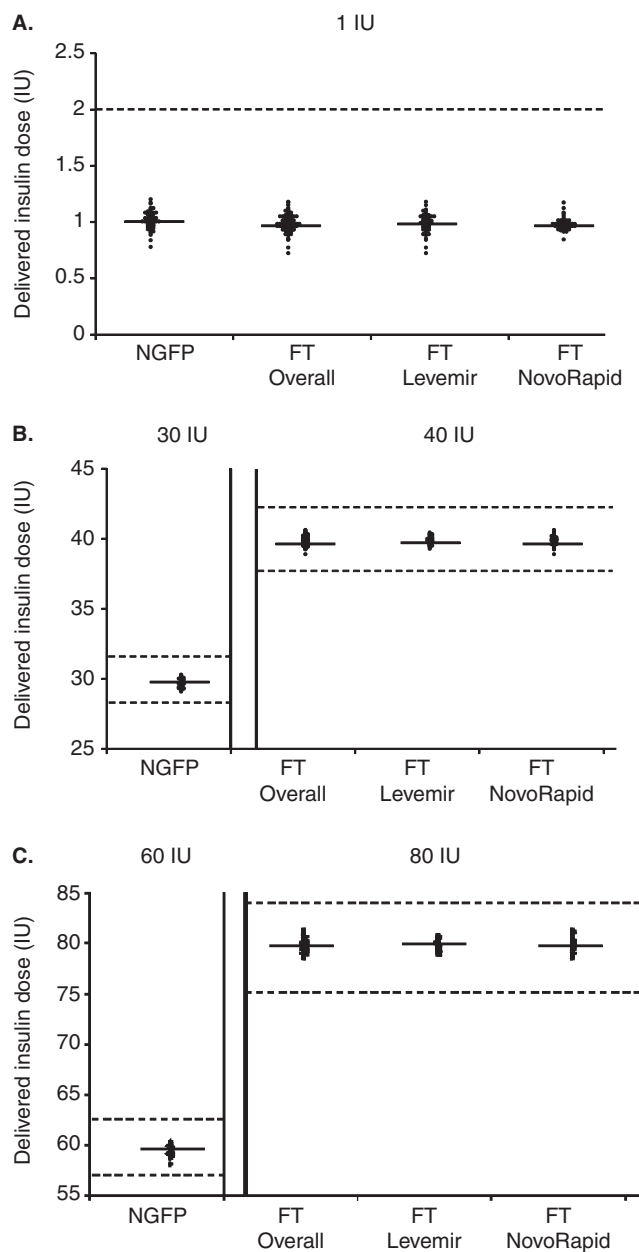 A.
1 IU
Delivered insulin dose (IU)
2.5
2
1.5
1
0.5
0
NGFP
FT
Overall
FT
Levemir
FT
NovoRapid
B.
30 IU
40 IU
Delivered insulin dose (IU)
45
40
35
30
25
NGFP
FT
Overall
FT
Levemir
FT
NovoRapid
C.
60 IU
80 IU
Delivered insulin dose (IU)
85
80
75
70
65
60
55
NGFP
FT
Overall
FT
Levemir
FT
NovoRapid